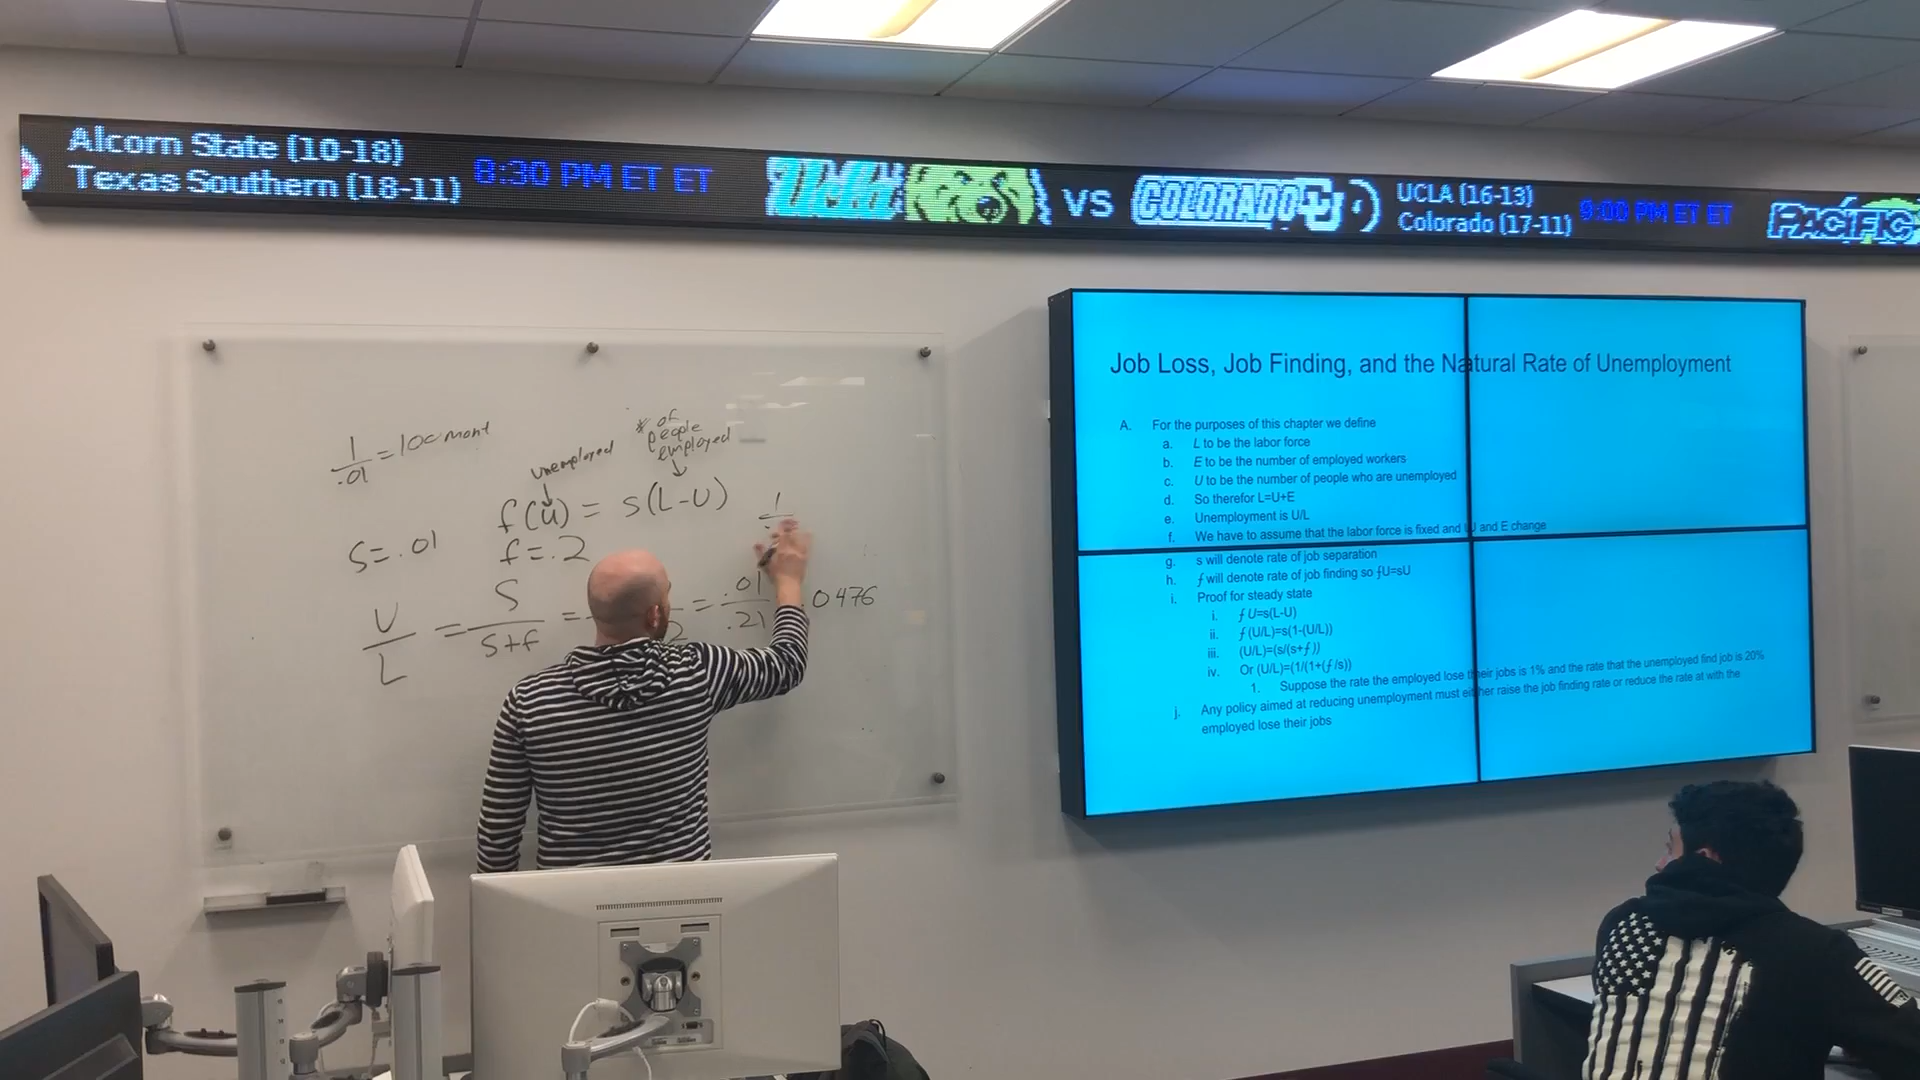 Alcorn State (10-18)
Texas Southern (18-11)
8:30 PM ET ET
UCLA
VS
COLORADO CU
UCLA (16-13)
Colorado (17-11)
9:00 PM ET ET
PACIFIC
1
.01
= 100 mont
unemployed
# of
people
employed
f(u) = s(L-U)
1
S=.01
f=.2
U
L
=
S
S+f
=
2
=
.01
.21
.0476
Job Loss, Job Finding, and the Natural Rate of Unemployment
A. For the purposes of this chapter we define
a. L to be the labor force
b. E to be the number of employed workers
c. U to be the number of people who are unemployed
d. So therefor L=U+E
e. Unemployment is U/L
f. We have to assume that the labor force is fixed and U and E change
g. s will denote rate of job separation
h. ƒ will denote rate of job finding so ƒU=sU
i. Proof for steady state
i. ƒ U=s(L-U)
ii. ƒ (U/L)=s(1-(U/L))
iii. (U/L)=(s/(s+ƒ ))
iv. Or (U/L)=(1/(1+(ƒ /s))
1. Suppose the rate the employed lose their jobs is 1% and the rate that the unemployed find job is 20%
j. Any policy aimed at reducing unemployment must either raise the job finding rate or reduce the rate at with the
employed lose their jobs